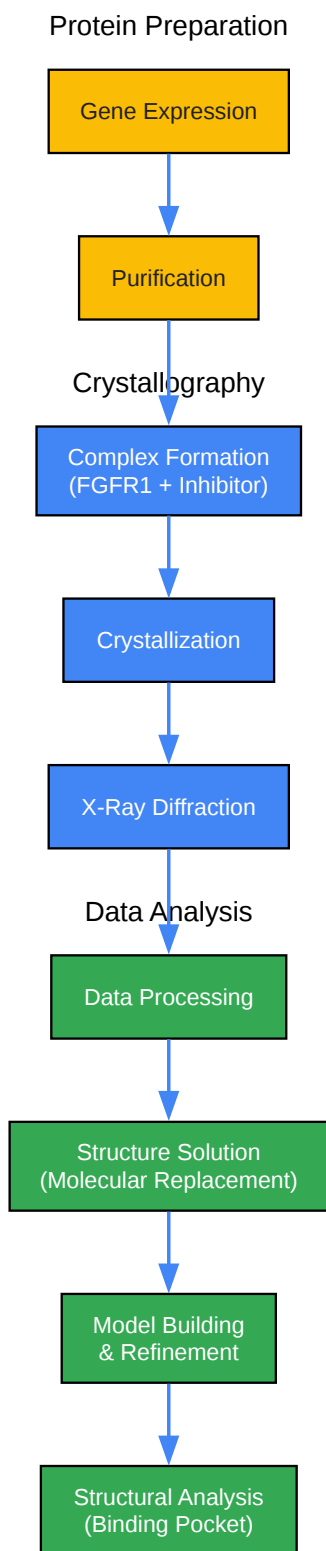 Protein Preparation
Gene Expression
Purification
Crystallography
Complex Formation
(FGFR1 + Inhibitor)
Crystallization
X-Ray Diffraction
Data Analysis
Data Processing
Structure Solution
(Molecular Replacement)
Model Building
& Refinement
Structural Analysis
(Binding Pocket)